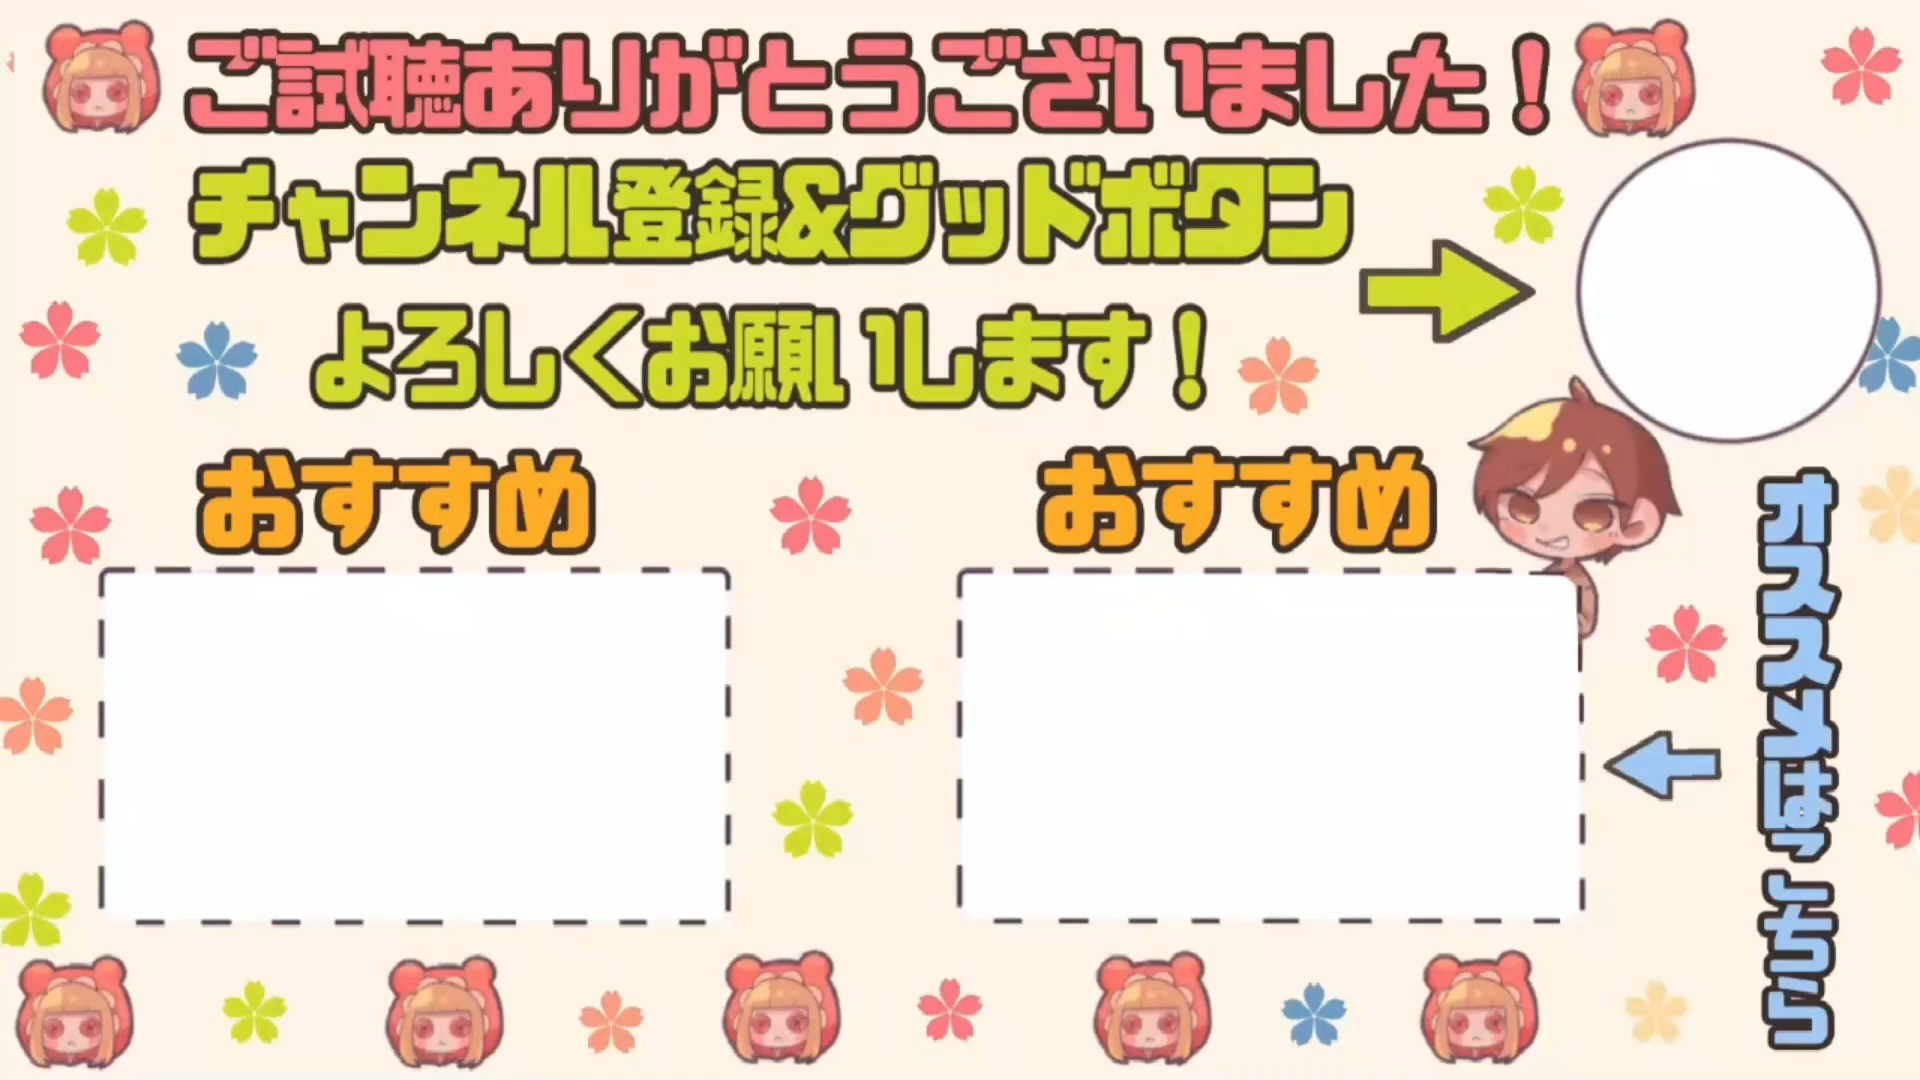 ご試聴ありがとうございました！
チャンネル登録&グッドボタン
よろしくお願いします！
おすすめ
おすすめ
オススメはこちら